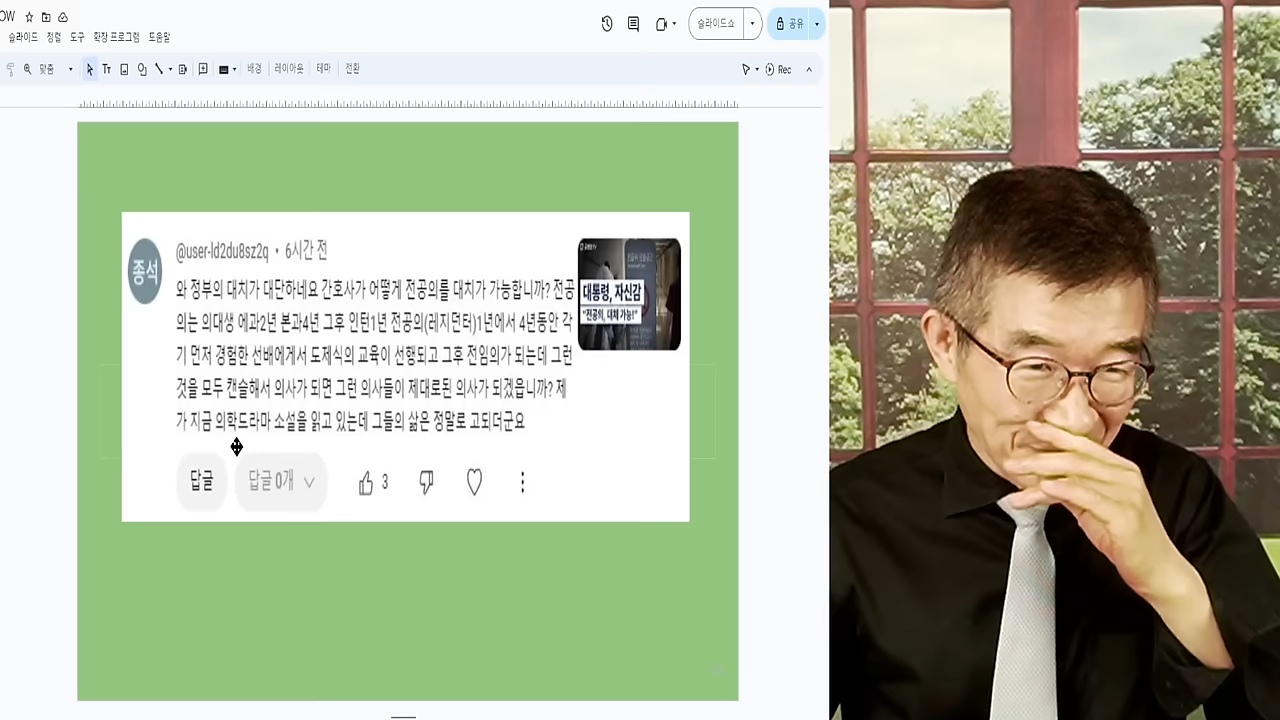 OW
슬라이드 정렬 도구 확장 프로그램 도움말
슬라이드쇼
공유
맞춤
배경 레이아웃 테마 전환
Rec
종석
@user-ld2du8sz2q • 6시간 전
와 정부의 대치가 대단하네요 간호사가 어떻게 전공의를 대치가 가능합니까? 전공
의는 의대생 에과2년 본과4년 그후 인턴1년 전공의(레지던터)1년에서 4년동안 각
기 먼저 경험한 선배에게서 도제식의 교육이 선행되고 그후 전임의가 되는데 그런
것을 모두 캔슬해서 의사가 되면 그런 의사들이 제대로된 의사가 되겠읍니까? 제
가 지금 의학드라마 소설을 읽고 있는데 그들의 삶은 정말로 고되더군요
대통령, 자신감
"전공의, 대체 가능!"
답글
답글 0개
3